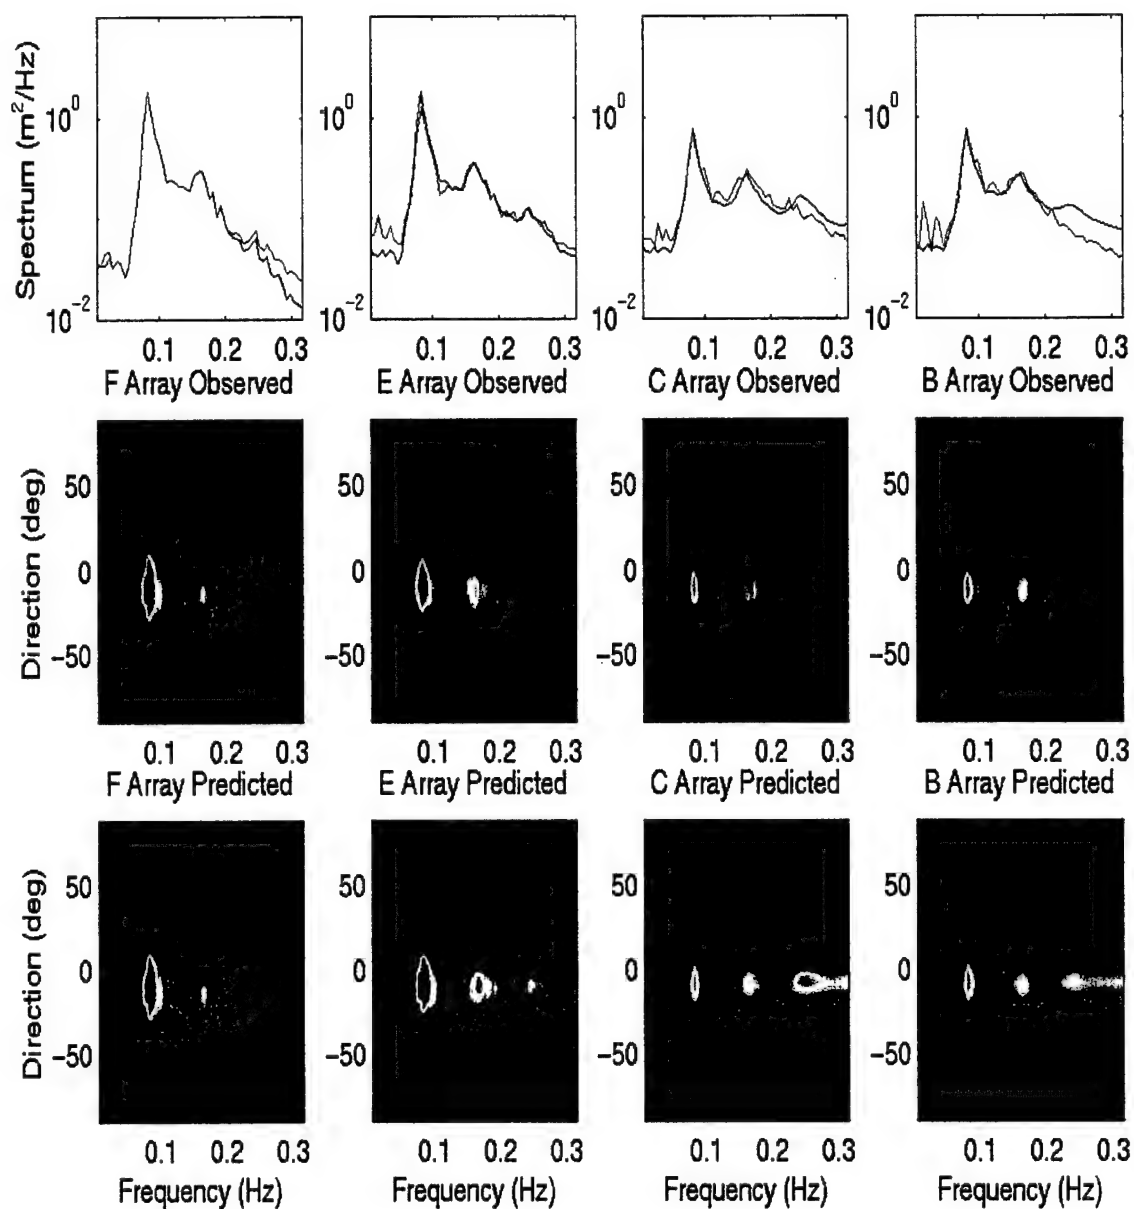 Spectrum (m²/Hz)
10⁰ 10⁰ 10⁰ 10⁰
10⁻² 10⁻² 10⁻² 10⁻²
0.1 0.2 0.3 0.1 0.2 0.3 0.1 0.2 0.3 0.1 0.2 0.3
F Array Observed E Array Observed C Array Observed B Array Observed
Direction (deg)
50 50 50 50
0 0 0 0
−50 −50 −50 −50
0.1 0.2 0.3 0.1 0.2 0.3 0.1 0.2 0.3 0.1 0.2 0.3
F Array Predicted E Array Predicted C Array Predicted B Array Predicted
Direction (deg)
50 50 50 50
0 0 0 0
−50 −50 −50 −50
0.1 0.2 0.3 0.1 0.2 0.3 0.1 0.2 0.3 0.1 0.2 0.3
Frequency (Hz) Frequency (Hz) Frequency (Hz) Frequency (Hz)